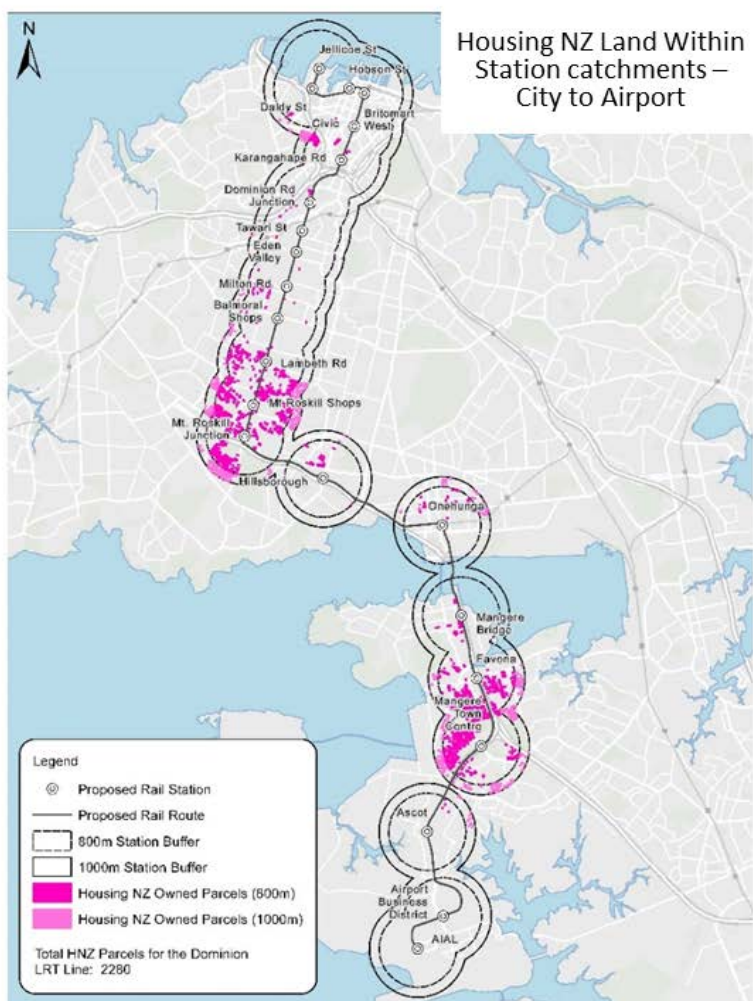 Housing NZ Land Within
Station catchments –
City to Airport
N
Jellicoe St
Hobson St
Daldy St
Civic
Britomart
West
Karangahape Rd
Dominion Rd
Junction
Tawari St
Eden
Valley
Milton Rd
Balmoral
Shops
Lambeth Rd
Mt Roskill Shops
Mt. Roskill
Junction
Hillsborough
Onehunga
Mangere
Bridge
Favona
Mangere
Town
Centre
Ascot
Airport
Business
District
AIAL
Legend
Proposed Rail Station
Proposed Rail Route
800m Station Buffer
1000m Station Buffer
Housing NZ Owned Parcels (800m)
Housing NZ Owned Parcels (1000m)
Total HNZ Parcels for the Dominion
LRT Line: 2280